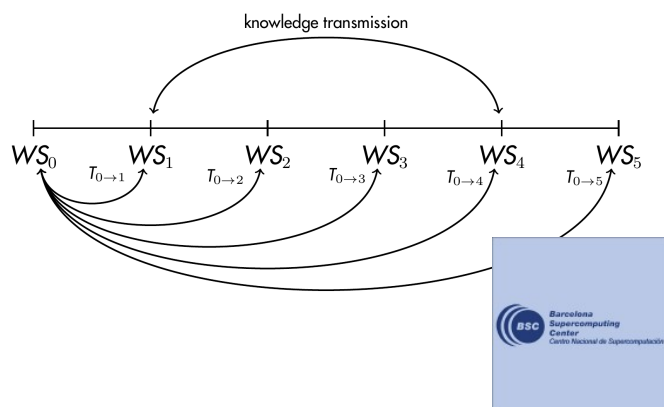 knowledge transmission
WS₀ WS₁ WS₂ WS₃ WS₄ WS₅
T₀→₁ T₀→₂ T₀→₃ T₀→₄ T₀→₅
BSC
Barcelona
Supercomputing
Center
Centro Nacional de Supercomputación